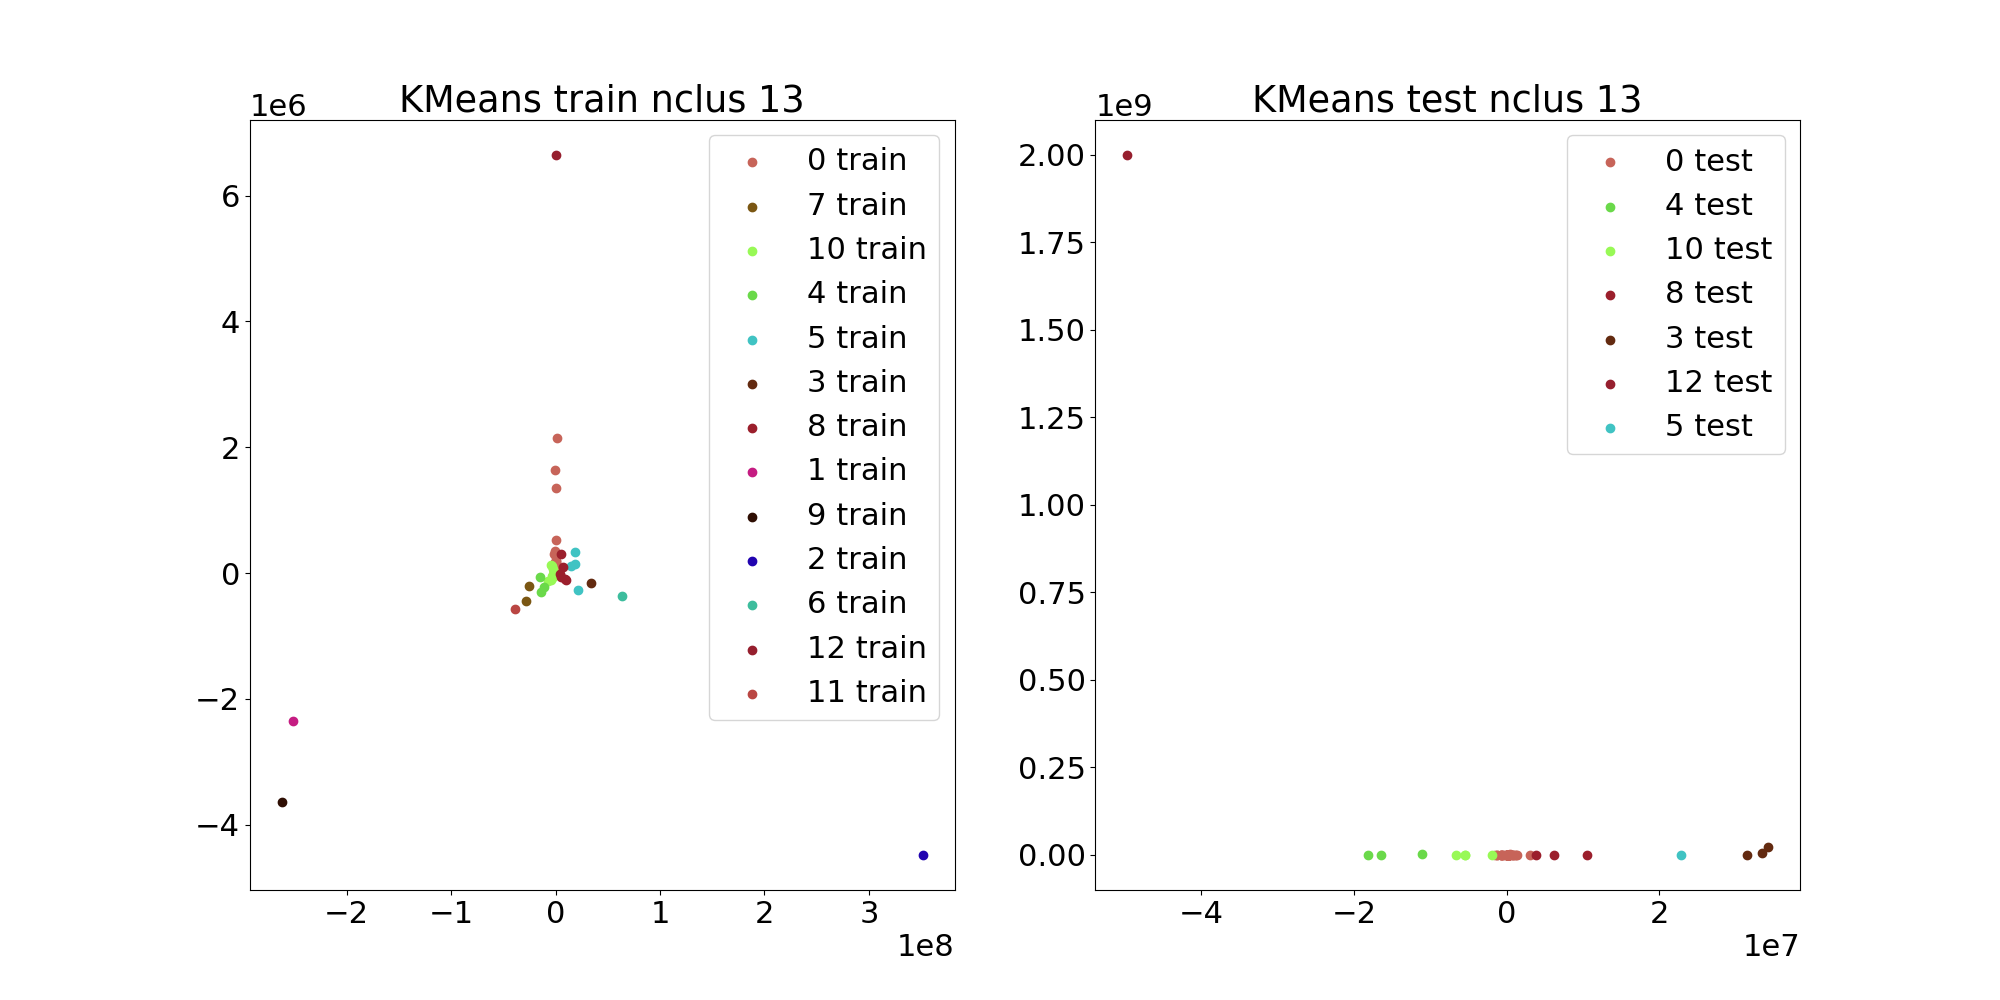 KMeans train nclus 13
1e6
6
4
2
0
−2
−4
−2
−1
0
1
2
3
1e8
0 train
7 train
10 train
4 train
5 train
3 train
8 train
1 train
9 train
2 train
6 train
12 train
11 train
KMeans test nclus 13
1e9
2.00
1.75
1.50
1.25
1.00
0.75
0.50
0.25
0.00
−4
−2
0
2
1e7
0 test
4 test
10 test
8 test
3 test
12 test
5 test